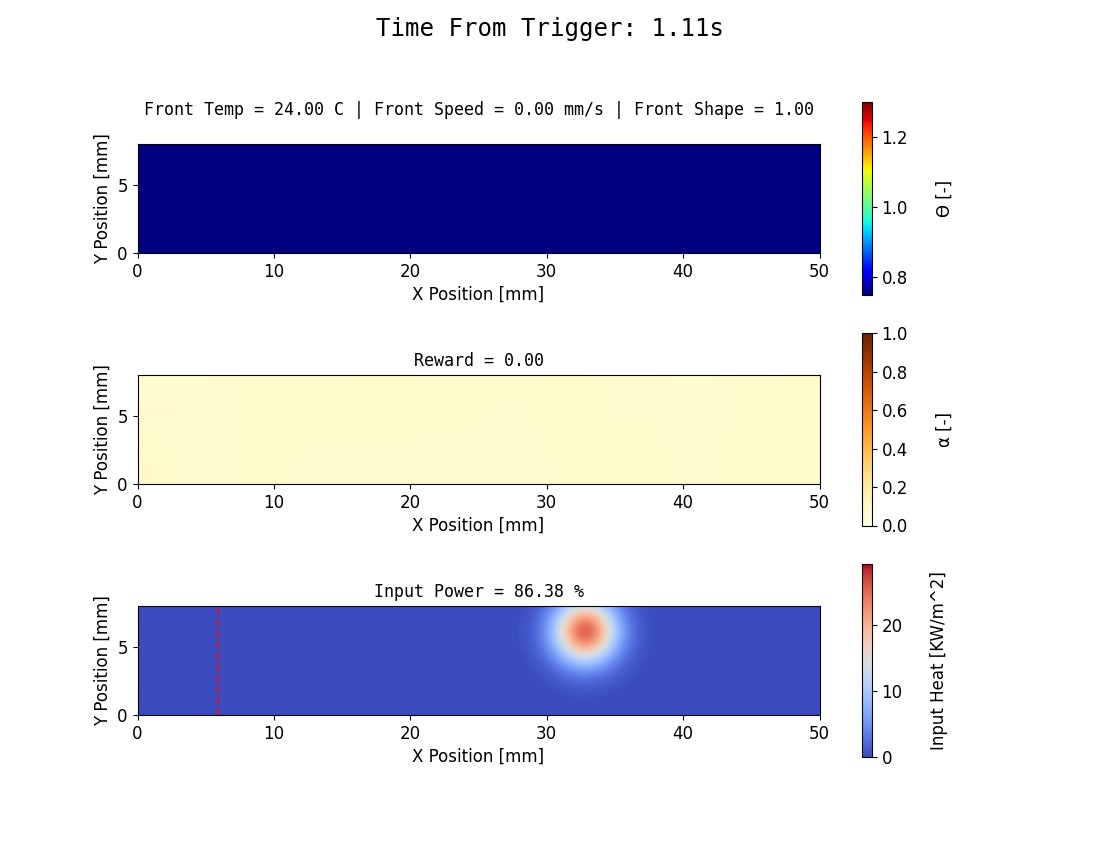 Time From Trigger: 1.11s
Front Temp = 24.00 C | Front Speed = 0.00 mm/s | Front Shape = 1.00
Y Position [mm]
5
0
0 10 20 30 40 50
X Position [mm]
1.2
1.0
0.8
Θ [-]
Reward = 0.00
Y Position [mm]
5
0
0 10 20 30 40 50
X Position [mm]
1.0
0.8
0.6
0.4
0.2
0.0
α [-]
Input Power = 86.38 %
Y Position [mm]
5
0
0 10 20 30 40 50
X Position [mm]
20
10
0
Input Heat [KW/m^2]